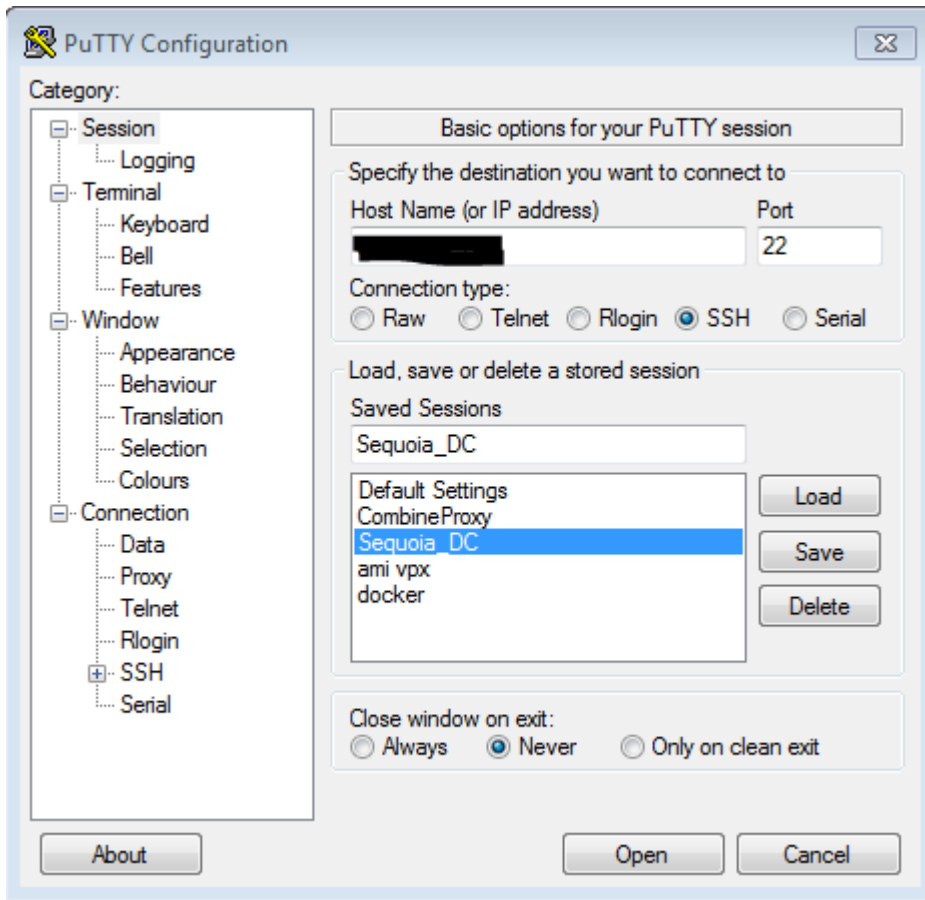 PuTTY Configuration
Category:
Session
Logging
Terminal
Keyboard
Bell
Features
Window
Appearance
Behaviour
Translation
Selection
Colours
Connection
Data
Proxy
Telnet
Rlogin
SSH
Serial
Basic options for your PuTTY session
Specify the destination you want to connect to
Host Name (or IP address) Port
22
Connection type:
Raw Telnet Rlogin SSH Serial
Load, save or delete a stored session
Saved Sessions
Sequoia_DC
Default Settings
CombineProxy
Sequoia_DC
ami vpx
docker
Load
Save
Delete
Close window on exit:
Always Never Only on clean exit
About Open Cancel